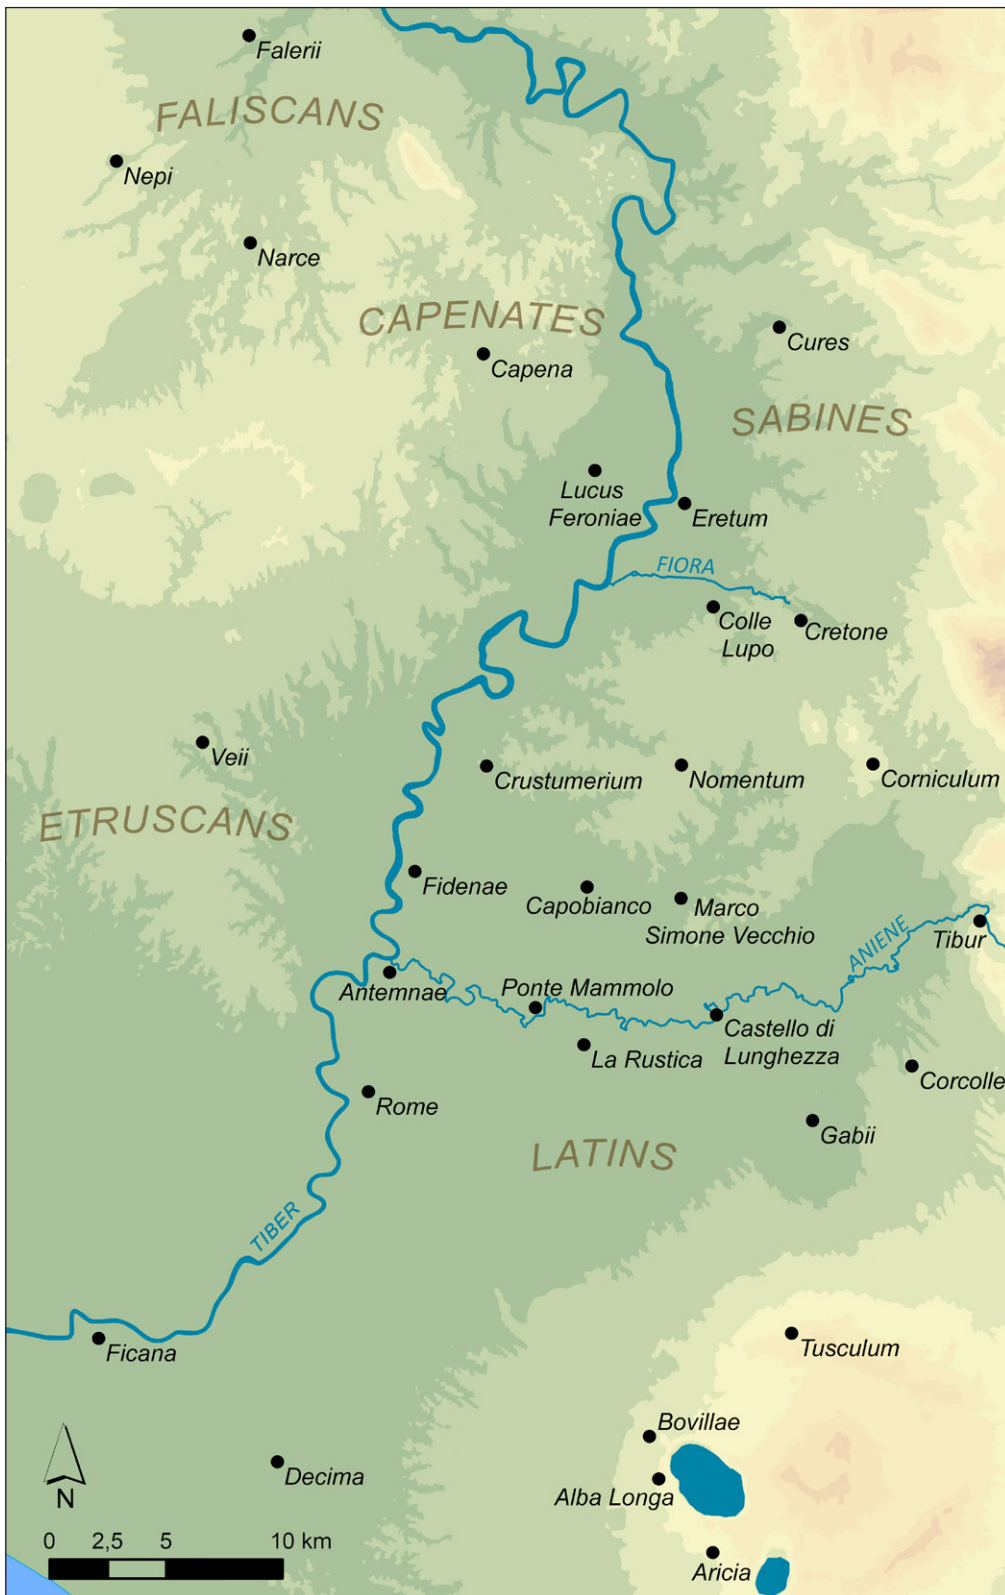 Falerii
FALISCANS
Nepi
Narce
CAPENATES
Capena
Cures
SABINES
Lucus
Feroniae
Eretum
FIORA
Colle
Lupo
Cretone
Veii
Crustumerium
Nomentum
Corniculum
ETRUSCANS
Fidenae
Capobianco
Marco
Simone Vecchio
ANIENE
Tibur
Antemnae
Ponte Mammolo
Castello di
Lunghezza
La Rustica
Corcolle
Rome
Gabii
LATINS
TIBER
Ficana
Tusculum
Bovillae
Decima
Alba Longa
N
0 2,5 5 10 km
Aricia